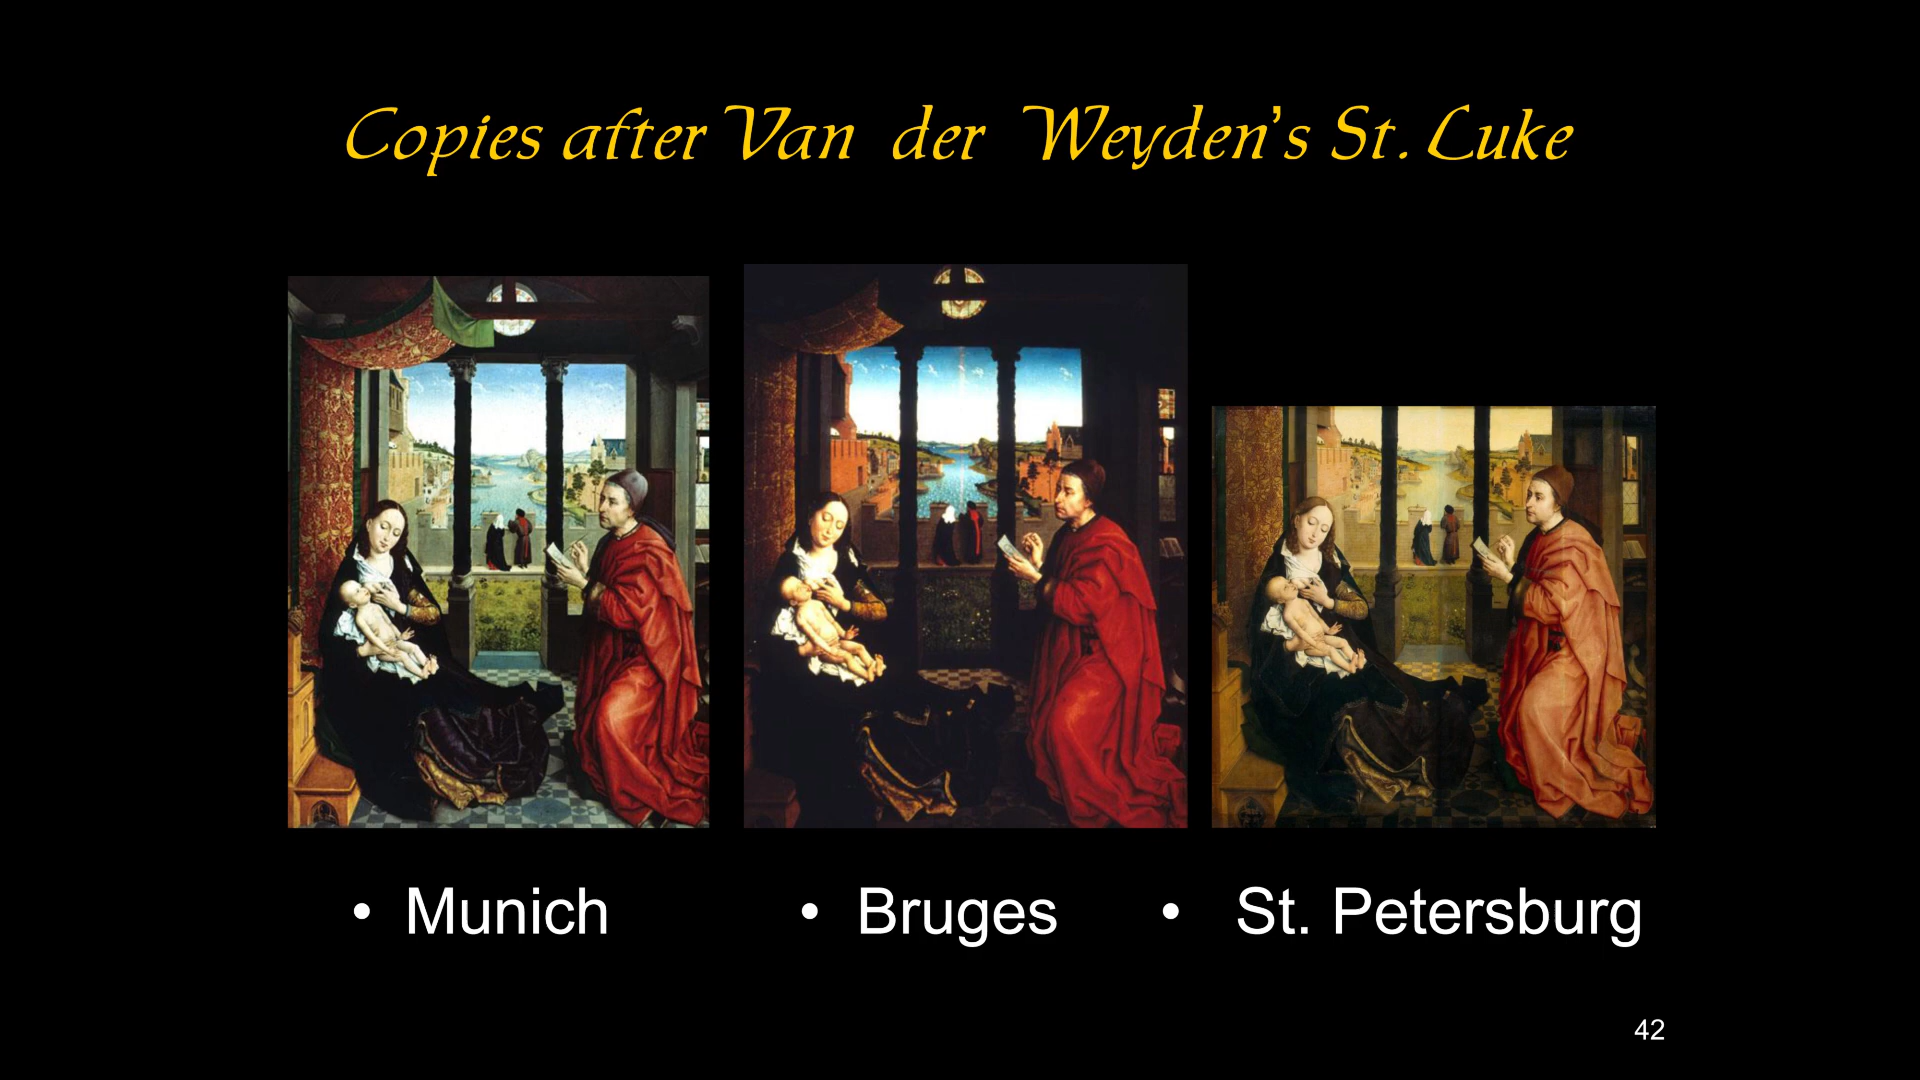 Copies after Van der Weyden's St. Luke
• Munich
• Bruges
• St. Petersburg
42